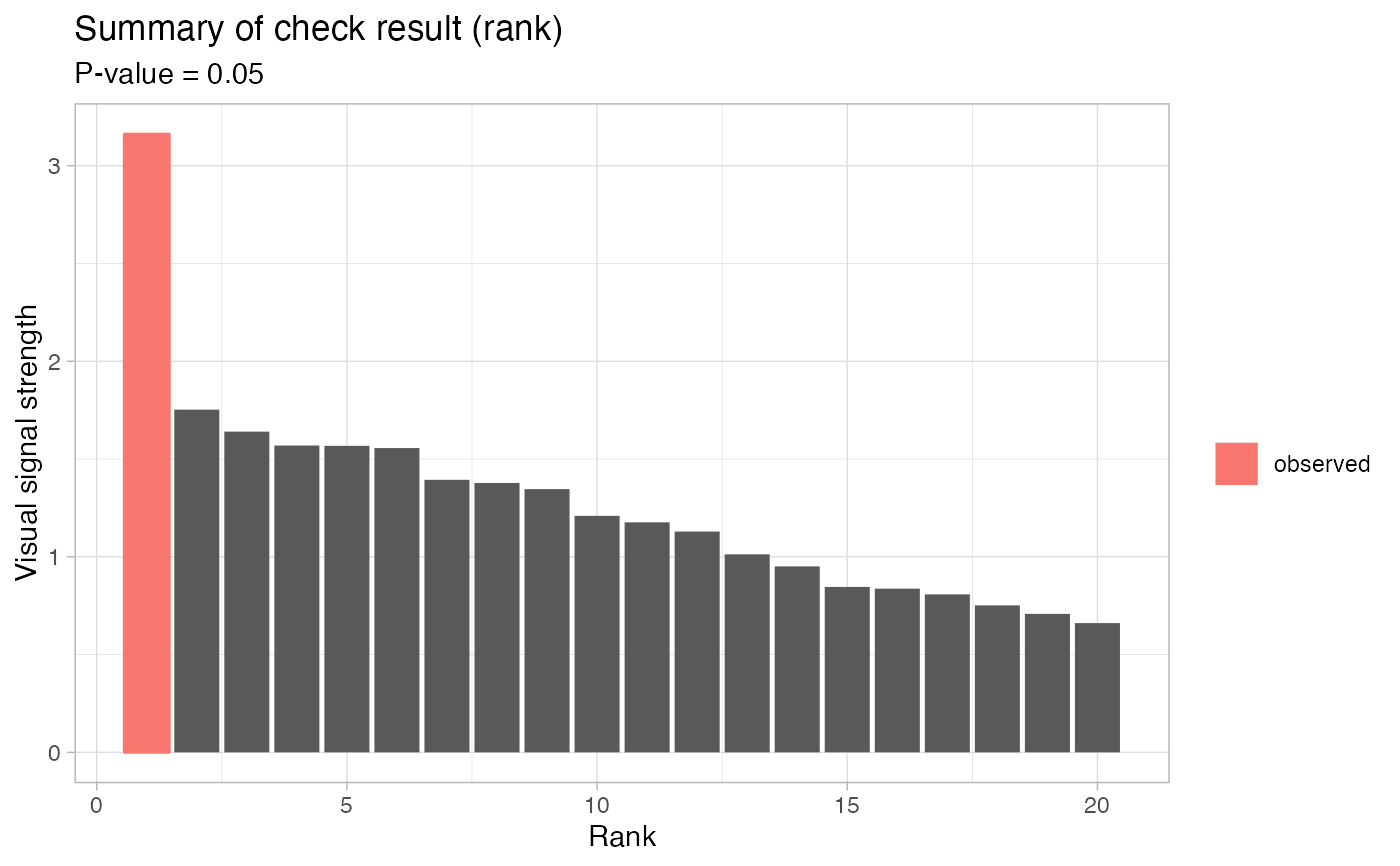 Summary of check result (rank)
P-value = 0.05
Visual signal strength
3
2
1
0
0 5 10 15 20
Rank
observed